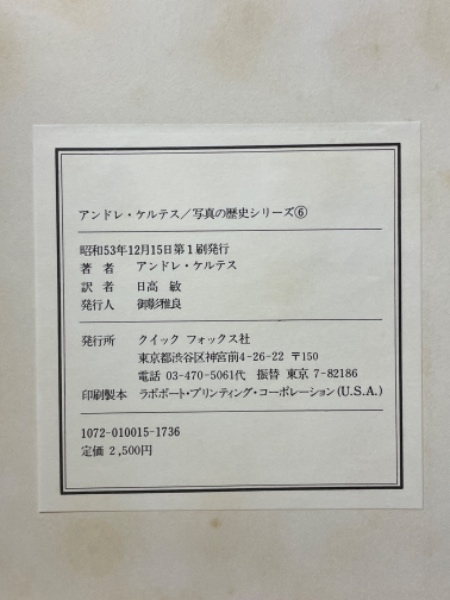 アンドレ・ケルテス／写真の歴史シリーズ⑥
昭和53年12月15日第1刷発行
著　者　アンドレ・ケルテス
訳　者　日高　敏
発行人　御影雅良
発行所　クイック フォックス社
東京都渋谷区神宮前4-26-22 〒150
電話 03-470-5061代　振替 東京 7-82186
印刷製本　ラポポート・プリンティング・コーポレーション(U.S.A.)
1072-010015-1736
定価 2,500円